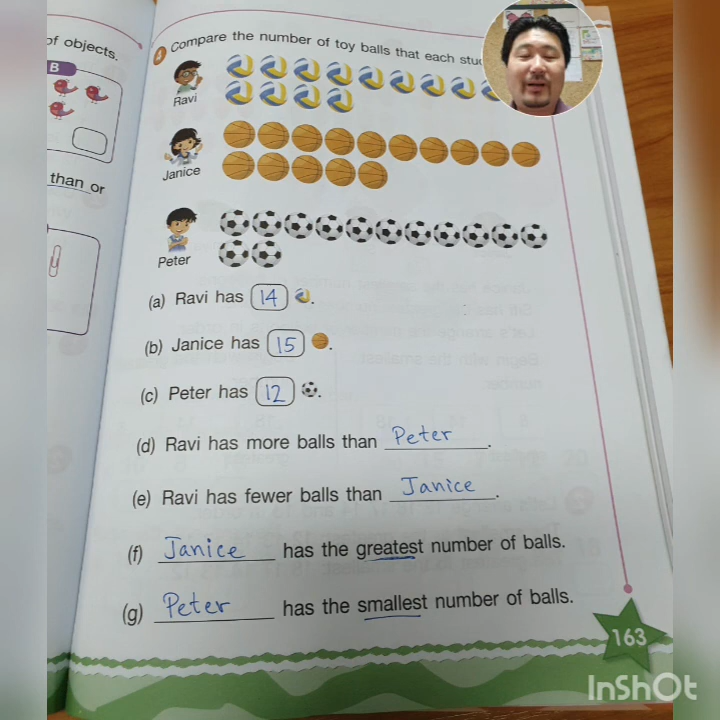 of objects.
B
than or
4 Compare the number of toy balls that each
Ravi
Janice
Peter
(a) Ravi has 14 .
(b) Janice has 15 .
(c) Peter has 12 .
(d) Ravi has more balls than Peter.
(e) Ravi has fewer balls than Janice.
(f) Janice has the greatest number of balls.
(g) Peter has the smallest number of balls.
163
InShOt